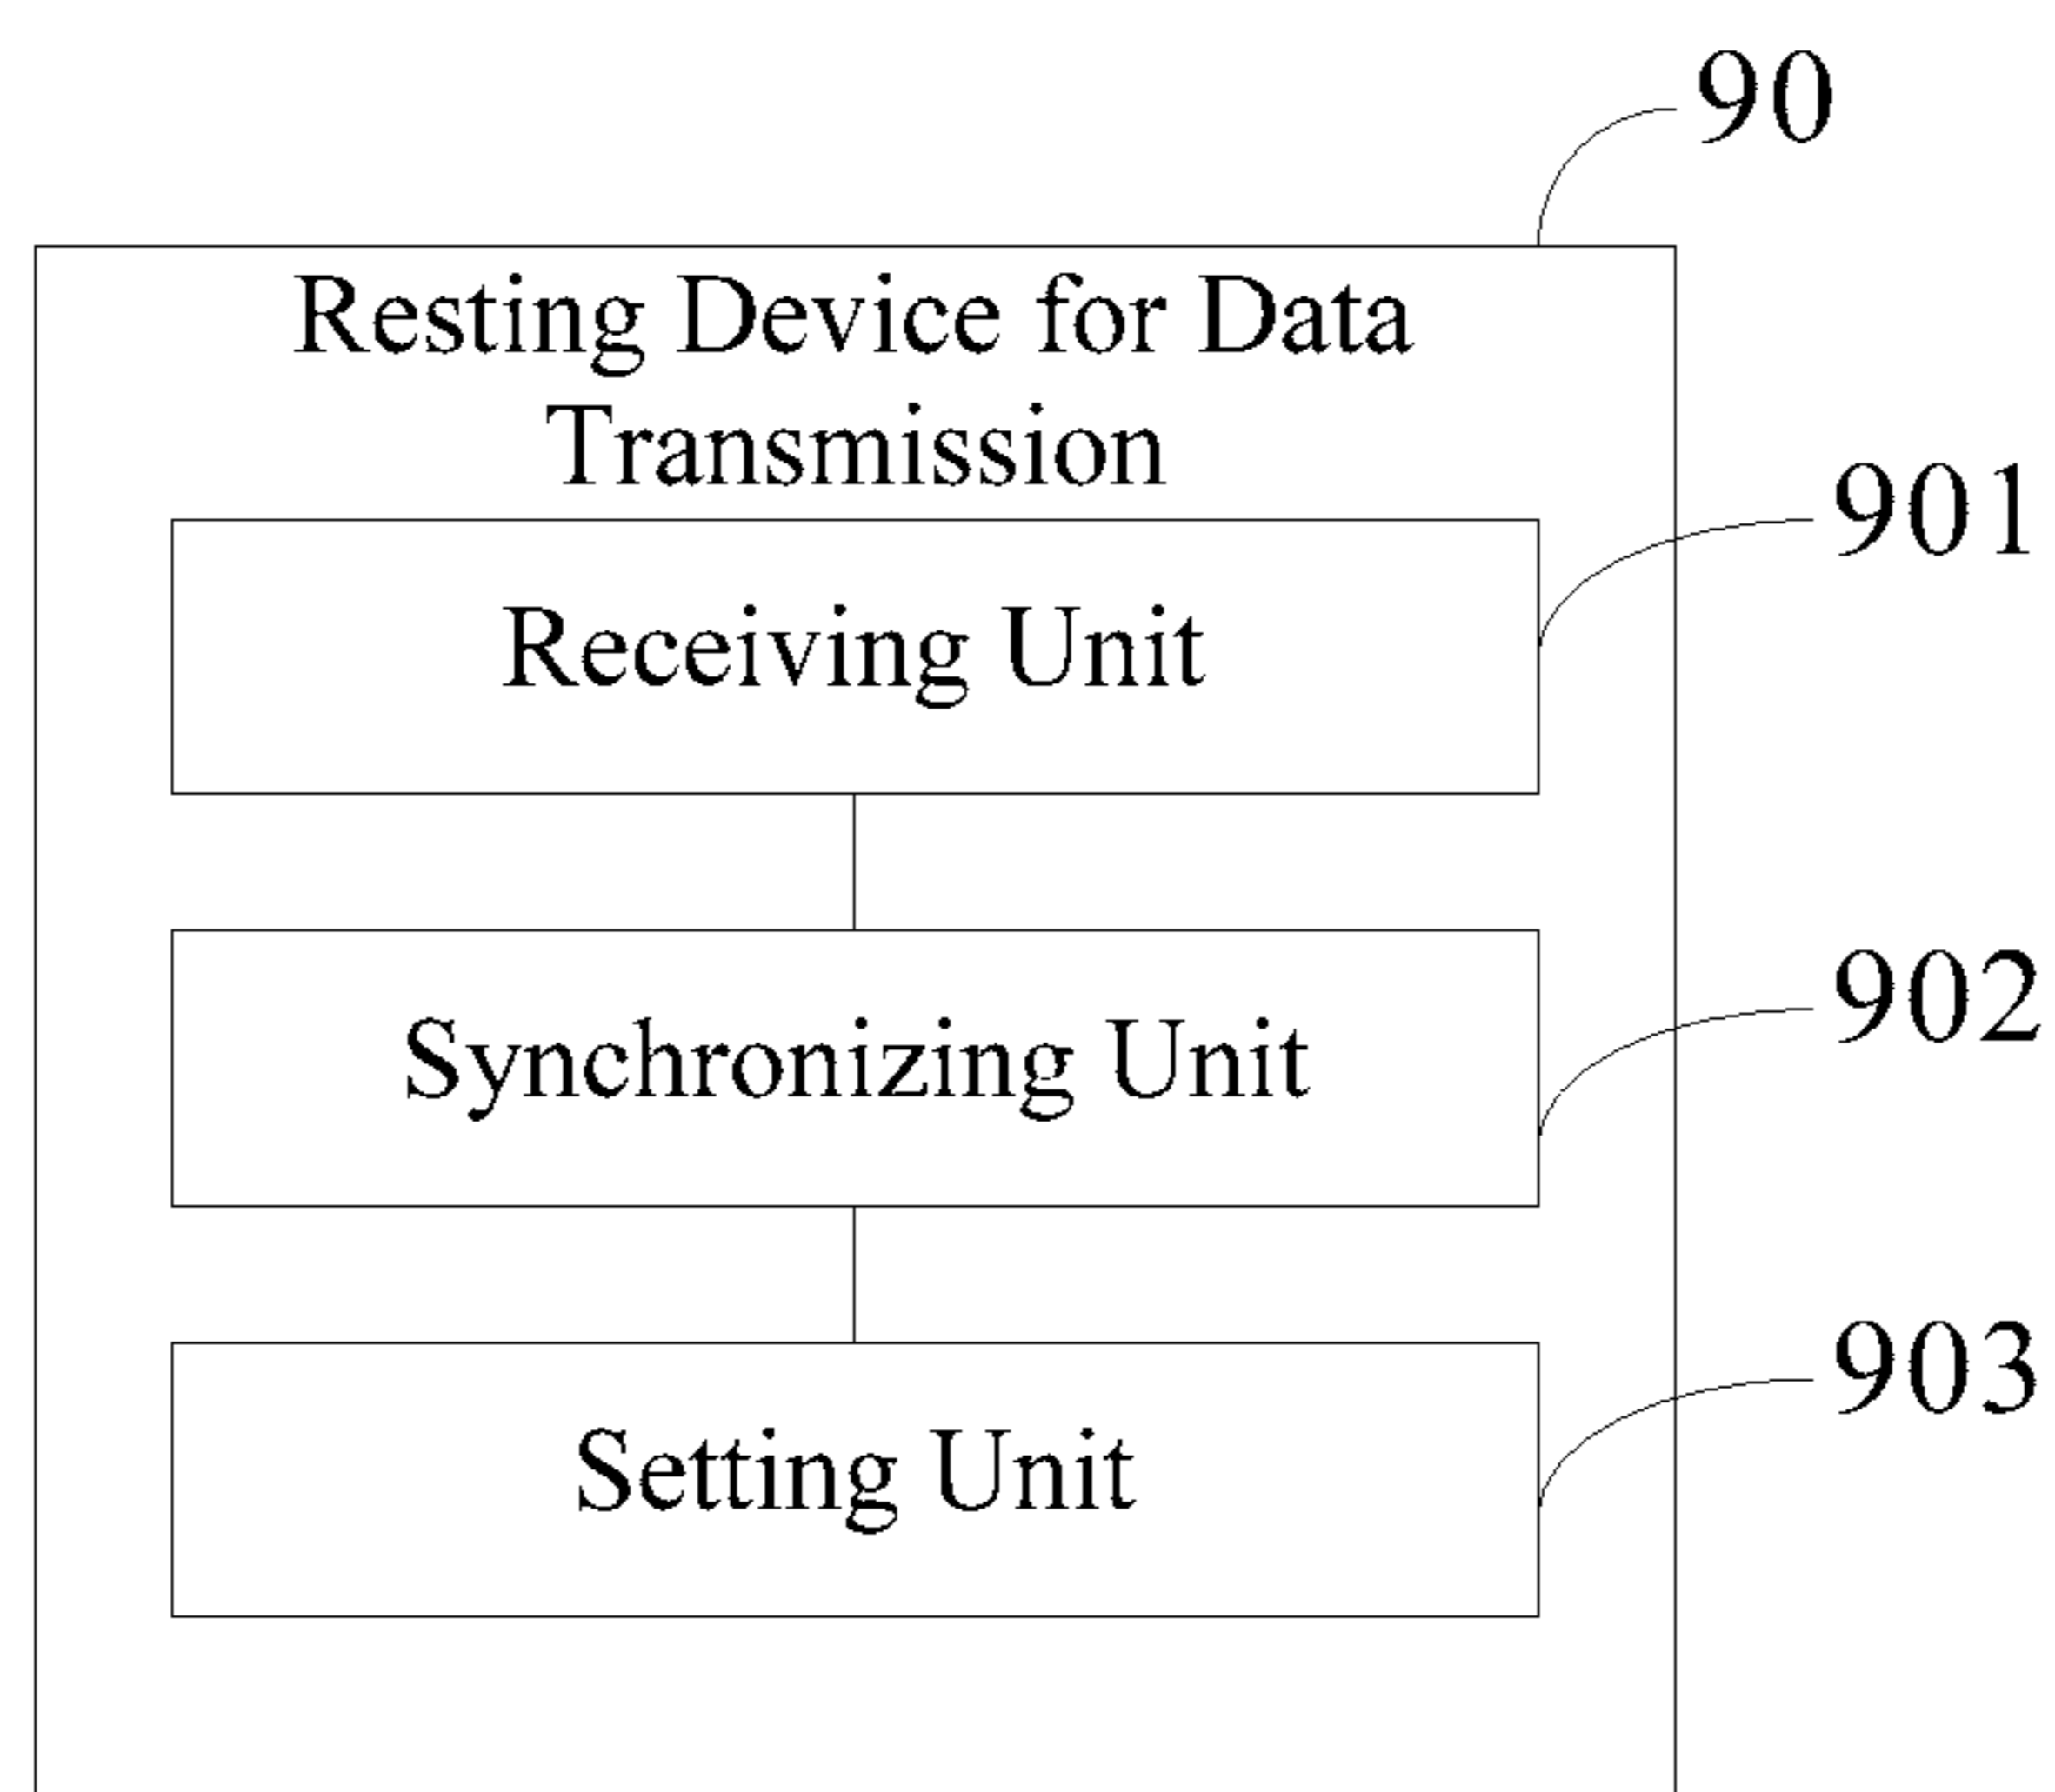 90
Resting Device for Data
Transmission
901
Receiving Unit
902
Synchronizing Unit
903
Setting Unit